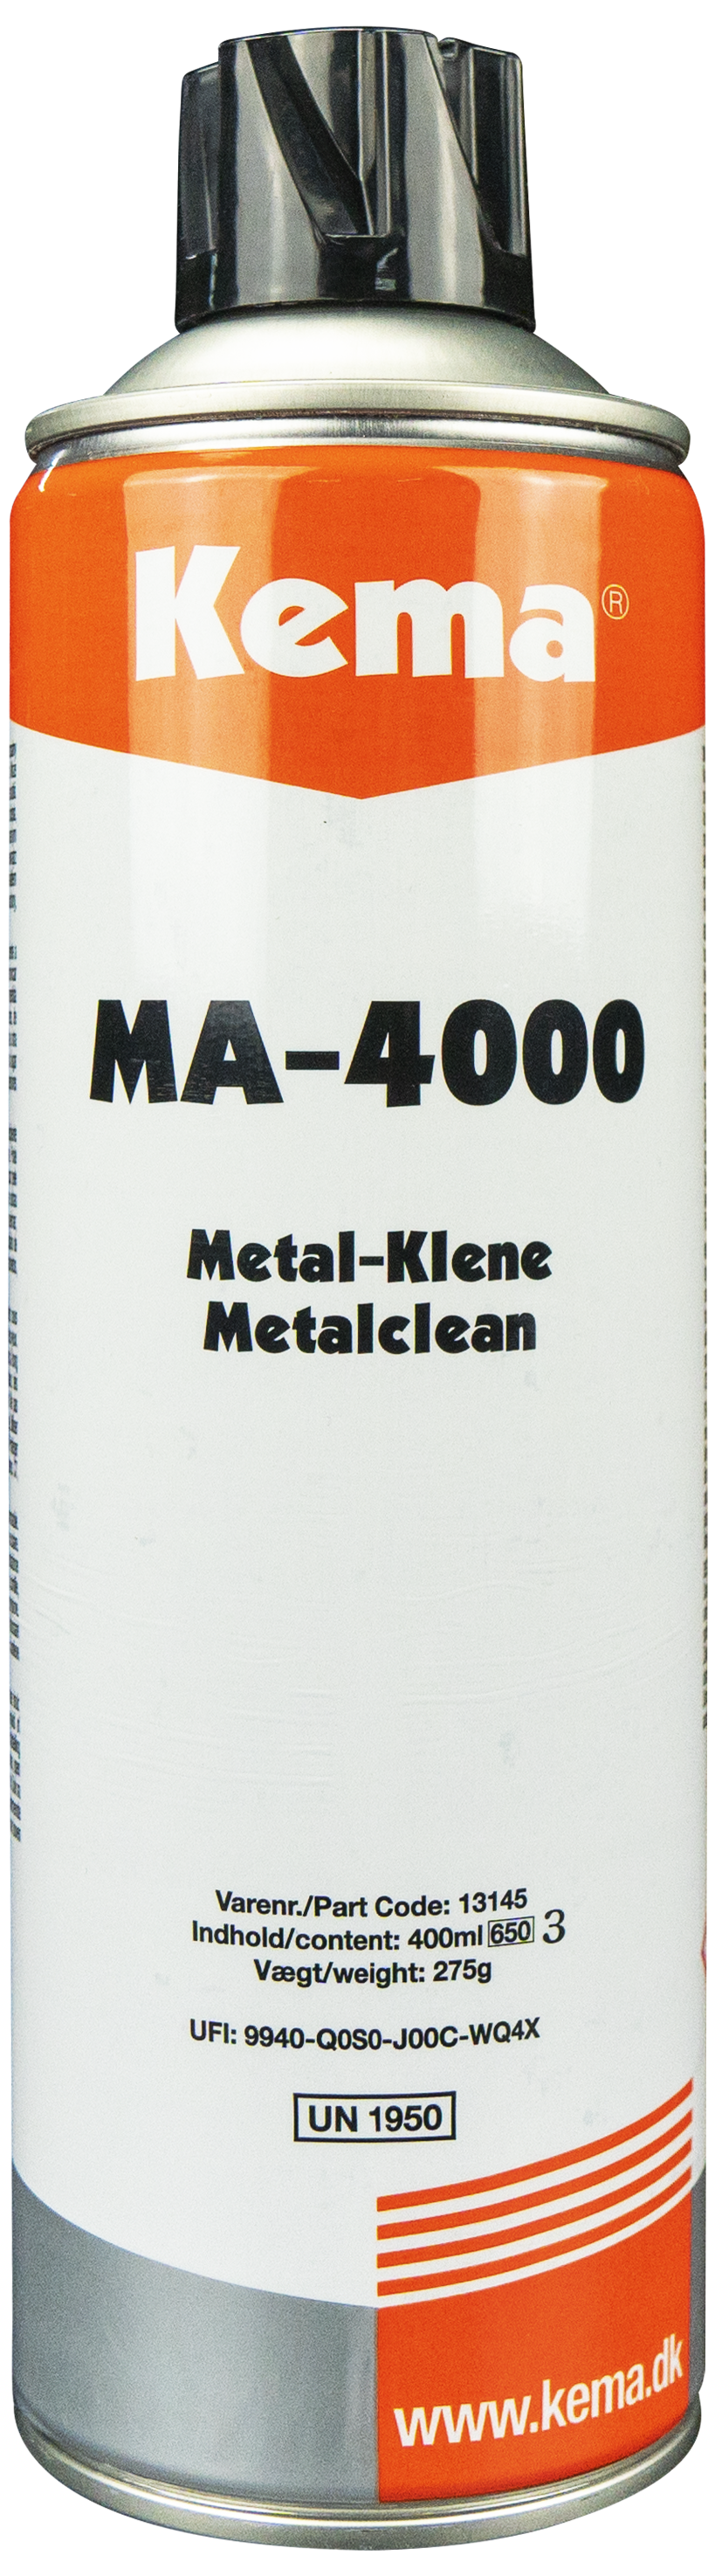 Kema®
MA-4000
Metal-Klene
Metalclean
Varenr./Part Code: 13145
Indhold/content: 400ml 650 3
Vægt/weight: 275g
UFI: 9940-Q0S0-J00C-WQ4X
UN 1950
www.kema.dk